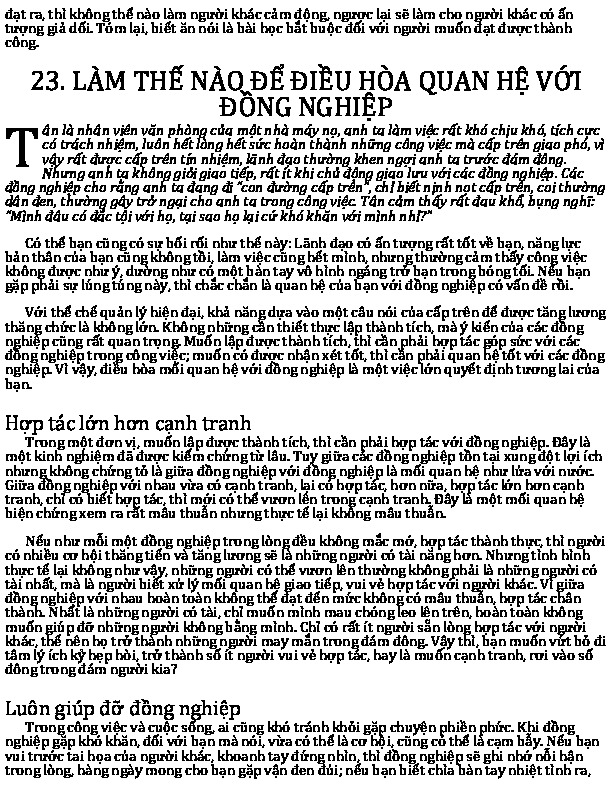 đạt ra, thì không thể nào làm người khác cảm động, ngược lại sẽ làm cho người khác có ấn
tượng giả dối. Tóm lại, biết ăn nói là bài học bắt buộc đối với người muốn đạt được thành
công.
23. LÀM THẾ NÀO ĐỂ ĐIỀU HÒA QUAN HỆ VỚI
ĐỒNG NGHIỆP
Tân là nhân viên văn phòng của một nhà máy nọ, anh ta làm việc rất khó chịu khó, tích cực
có trách nhiệm, luôn hết lòng hết sức hoàn thành những công việc mà cấp trên giao phó, vì
vậy rất được cấp trên tín nhiệm, lãnh đạo thường khen ngợi anh ta trước đám đông.
Nhưng anh ta không giỏi giao tiếp, rất ít khi chủ động giao lưu với các đồng nghiệp. Các
đồng nghiệp cho rằng anh ta đang đi "con đường cấp trên", chỉ biết nịnh nọt cấp trên, coi thường
dân đen, thường gây trở ngại cho anh ta trong công việc. Tân cảm thấy rất đau khổ, bụng nghĩ:
"Mình đâu có đắc tội với họ, tại sao họ lại cứ khó khăn với mình nhỉ?"
Có thể bạn cũng có sự bối rối như thế này: Lãnh đạo có ấn tượng rất tốt về bạn, năng lực
bản thân của bạn cũng không tồi, làm việc cũng hết mình, nhưng thường cảm thấy công việc
không được như ý, dường như có một bàn tay vô hình ngáng trở bạn trong bóng tối. Nếu bạn
gặp phải sự lúng túng này, thì chắc chắn là quan hệ của bạn với đồng nghiệp có vấn đề rồi.
Với thể chế quản lý hiện đại, khả năng dựa vào một câu nói của cấp trên để được tăng lương
thăng chức là không lớn. Không những cần thiết thực lập thành tích, mà ý kiến của các đồng
nghiệp cũng rất quan trọng. Muốn lập được thành tích, thì cần phải hợp tác góp sức với các
đồng nghiệp trong công việc; muốn có được nhận xét tốt, thì cần phải quan hệ tốt với các đồng
nghiệp. Vì vậy, điều hòa mối quan hệ với đồng nghiệp là một việc lớn quyết định tương lai của
bạn.
Hợp tác lớn hơn cạnh tranh
Trong một đơn vị, muốn lập được thành tích, thì cần phải hợp tác với đồng nghiệp. Đây là
một kinh nghiệm đã được kiểm chứng từ lâu. Tuy giữa các đồng nghiệp tồn tại xung đột lợi ích
nhưng không chứng tỏ là giữa đồng nghiệp với đồng nghiệp là mối quan hệ như lửa với nước.
Giữa đồng nghiệp với nhau vừa có cạnh tranh, lại có hợp tác, hơn nữa, hợp tác lớn hơn cạnh
tranh, chỉ có biết hợp tác, thì mới có thể vươn lên trong cạnh tranh. Đây là một mối quan hệ
biện chứng xem ra rất mâu thuẫn nhưng thực tế lại không mâu thuẫn.
Nếu như mỗi một đồng nghiệp trong lòng đều không mắc mớ, hợp tác thành thực, thì người
có nhiều cơ hội thăng tiến và tăng lương sẽ là những người có tài năng hơn. Nhưng tình hình
thực tế lại không như vậy, những người có thể vươn lên thường không phải là những người có
tài nhất, mà là người biết xử lý mối quan hệ giao tiếp, vui vẻ hợp tác với người khác. Vì giữa
đồng nghiệp với nhau hoàn toàn không thể đạt đến mức không có mâu thuẫn, hợp tác chân
thành. Nhất là những người có tài, chỉ muốn mình mau chóng leo lên trên, hoàn toàn không
muốn giúp đỡ những người không bằng mình. Chỉ có rất ít người sẵn lòng hợp tác với người
khác, thế nên họ trở thành những người may mắn trong đám đông. Vậy thì, bạn muốn vứt bỏ đi
tâm lý ích kỷ hẹp hòi, trở thành số ít người vui vẻ hợp tác, hay là muốn cạnh tranh, rơi vào số
đông trong đám người kia?
Luôn giúp đỡ đồng nghiệp
Trong công việc và cuộc sống, ai cũng khó tránh khỏi gặp chuyện phiền phức. Khi đồng
nghiệp gặp khó khăn, đối với bạn mà nói, vừa có thể là cơ hội, cũng có thể là cạm bẫy. Nếu bạn
vui trước tai họa của người khác, khoanh tay đứng nhìn, thì đồng nghiệp sẽ ghi nhớ nỗi hận
trong lòng, hàng ngày mong cho bạn gặp vận đen đủi; nếu bạn biết chìa bàn tay nhiệt tình ra,